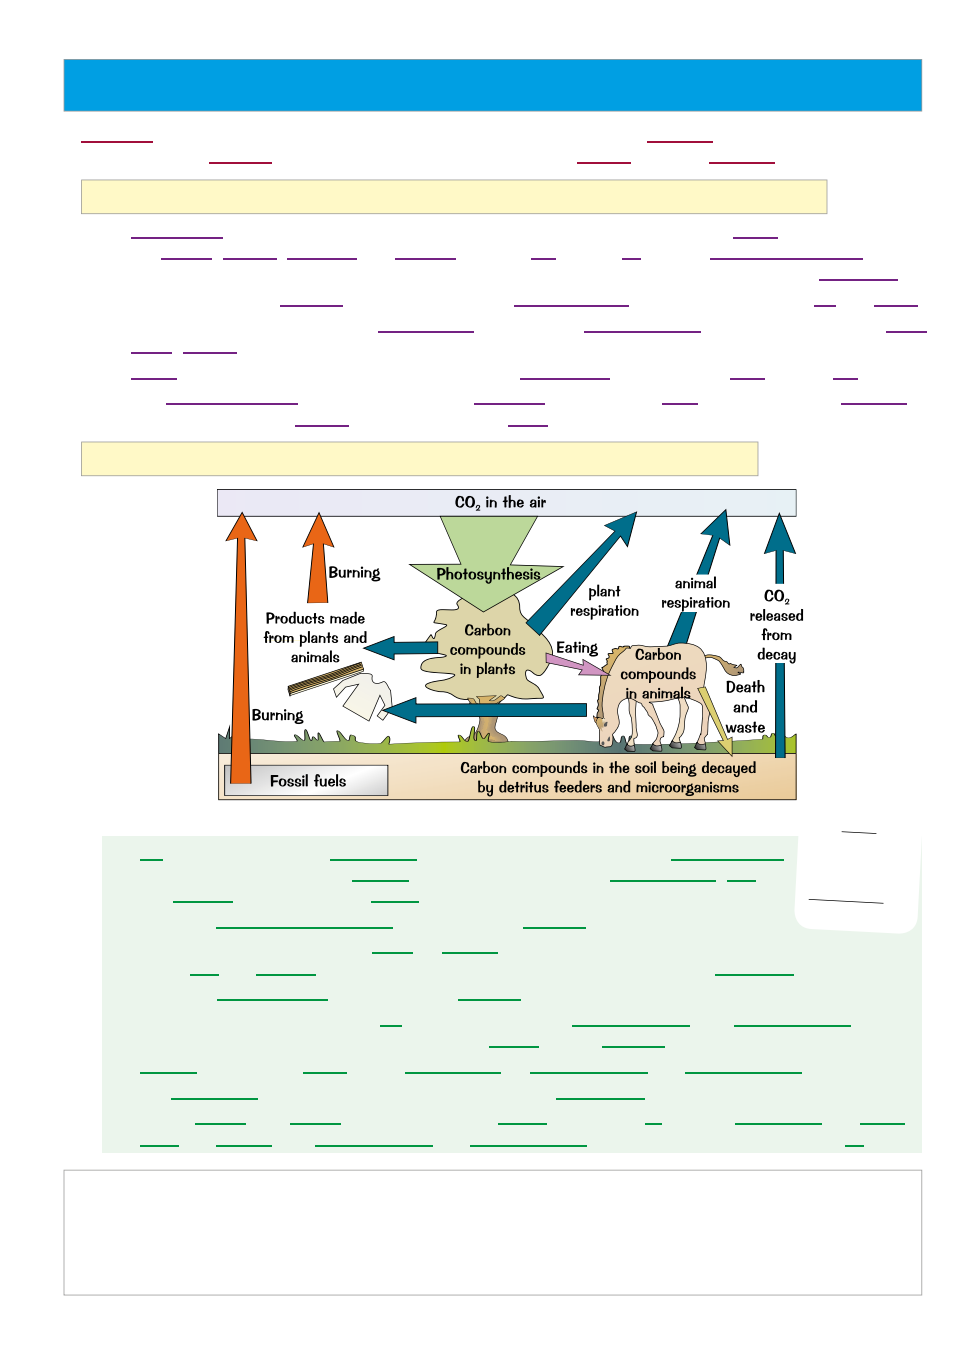 CO₂ in the air
Burning
Photosynthesis
plant
respiration
animal
respiration
CO₂
released
from
decay
Products made
from plants and
animals
Carbon
compounds
in plants
Eating
Carbon
compounds
in animals
Death
and
waste
Burning
Fossil fuels
Carbon compounds in the soil being decayed
by detritus feeders and microorganisms